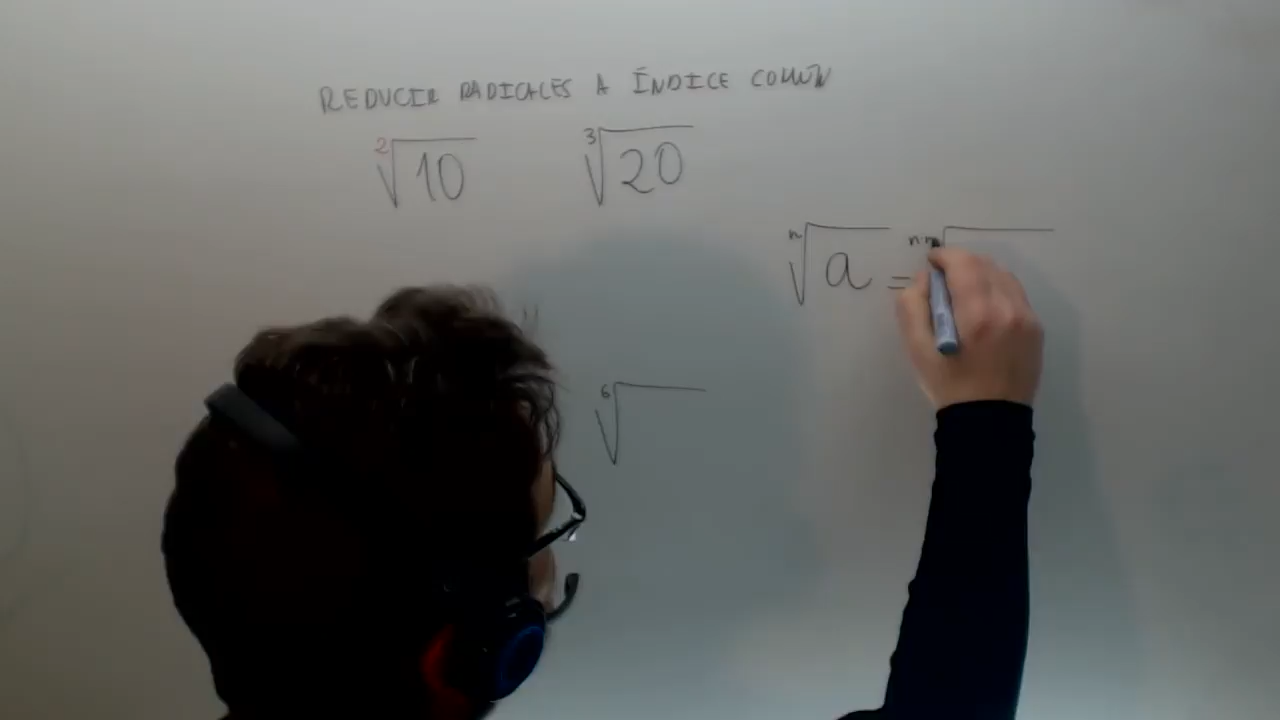 REDUCIR RADICALES A ÍNDICE COMÚN
²√10 ³√20
ⁿ√a = ⁿ·ᵐ√
⁶√